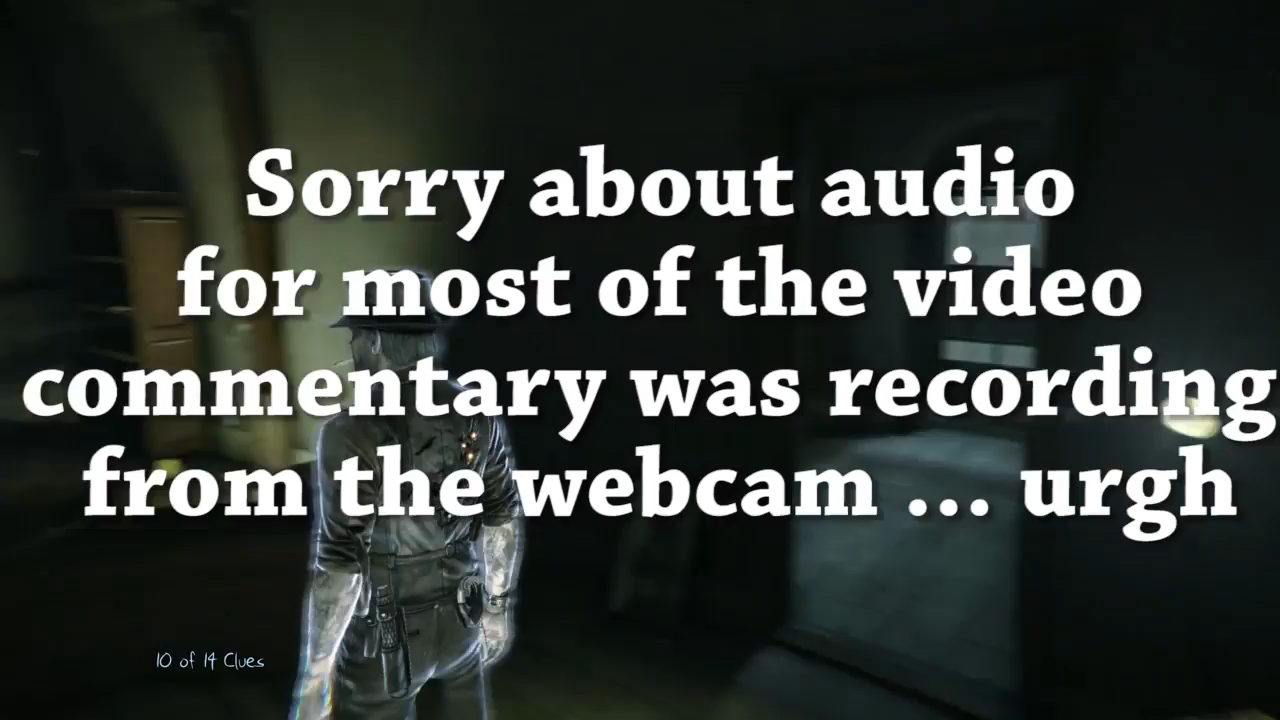 Sorry about audio
for most of the video
commentary was recording
from the webcam ... urgh
10 of 14 Clues